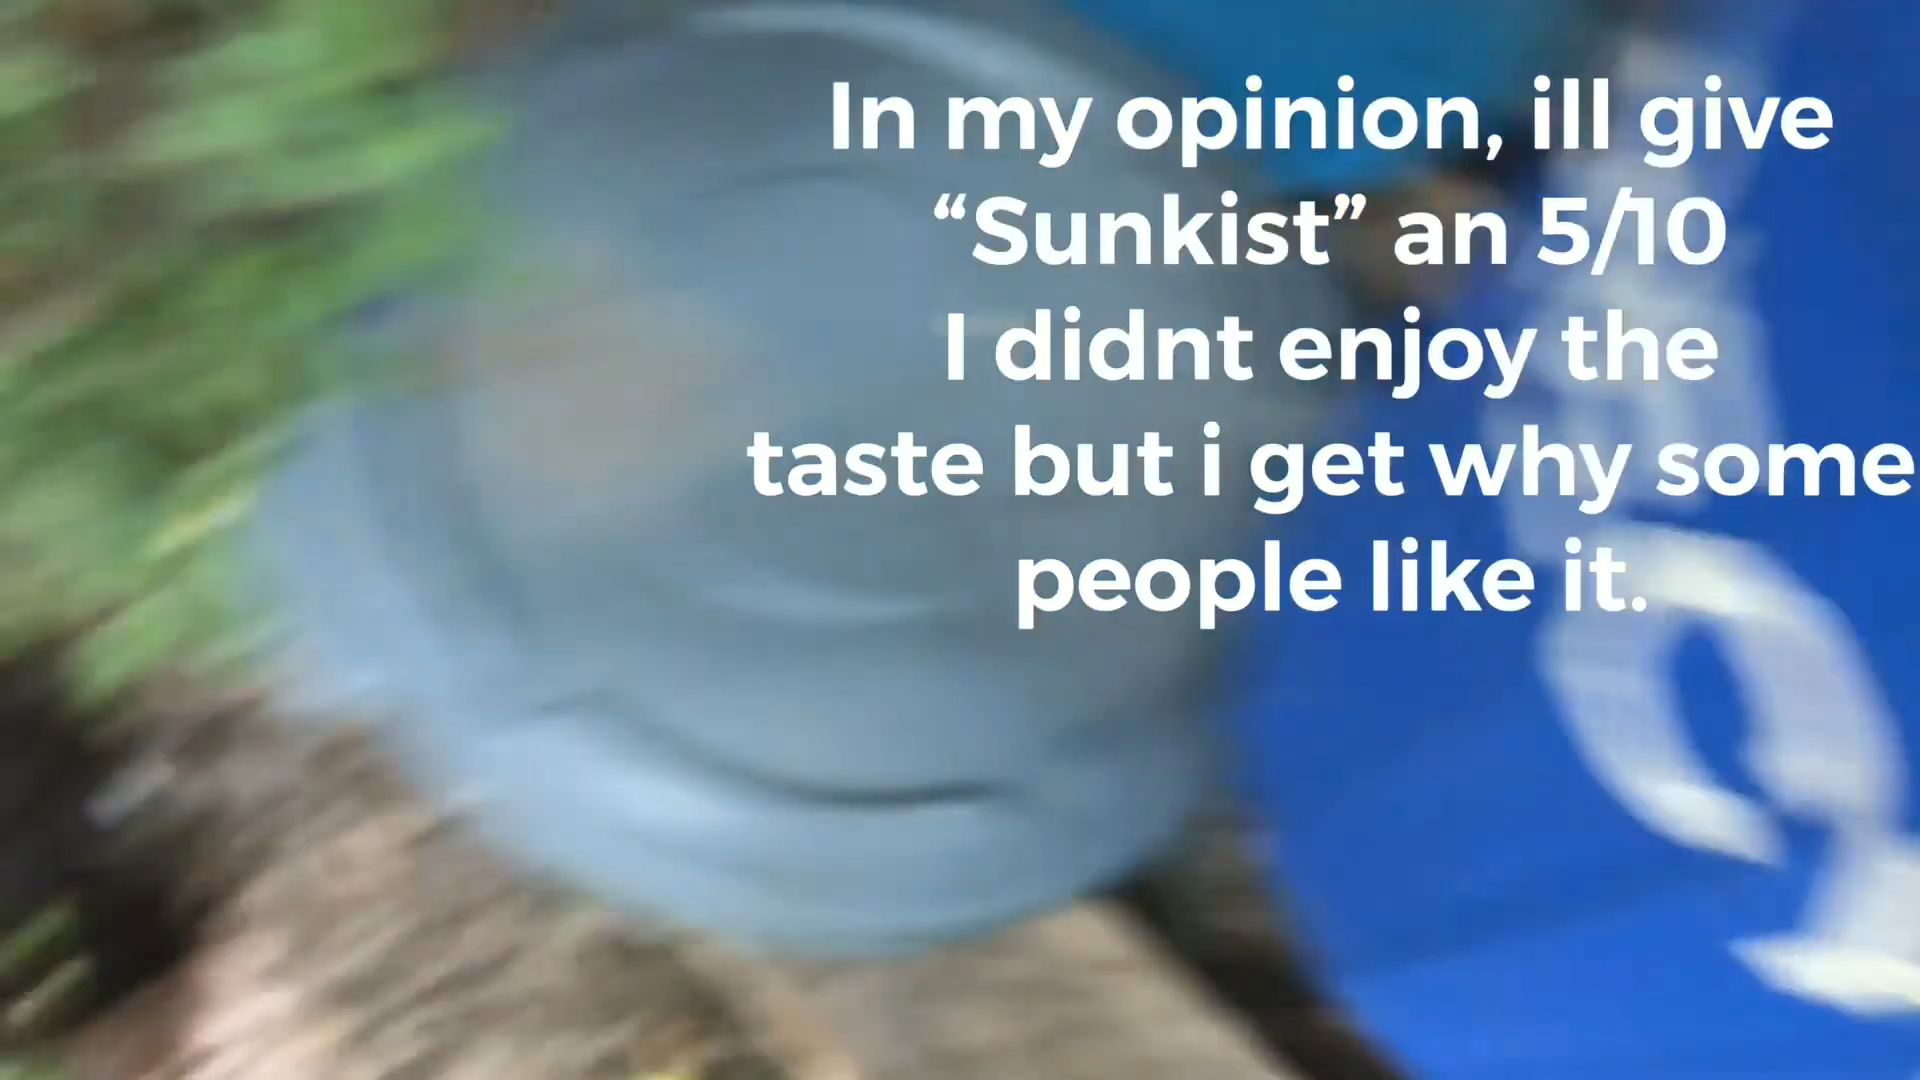 In my opinion, ill give
“Sunkist” an 5/10
I didnt enjoy the
taste but i get why some
people like it.